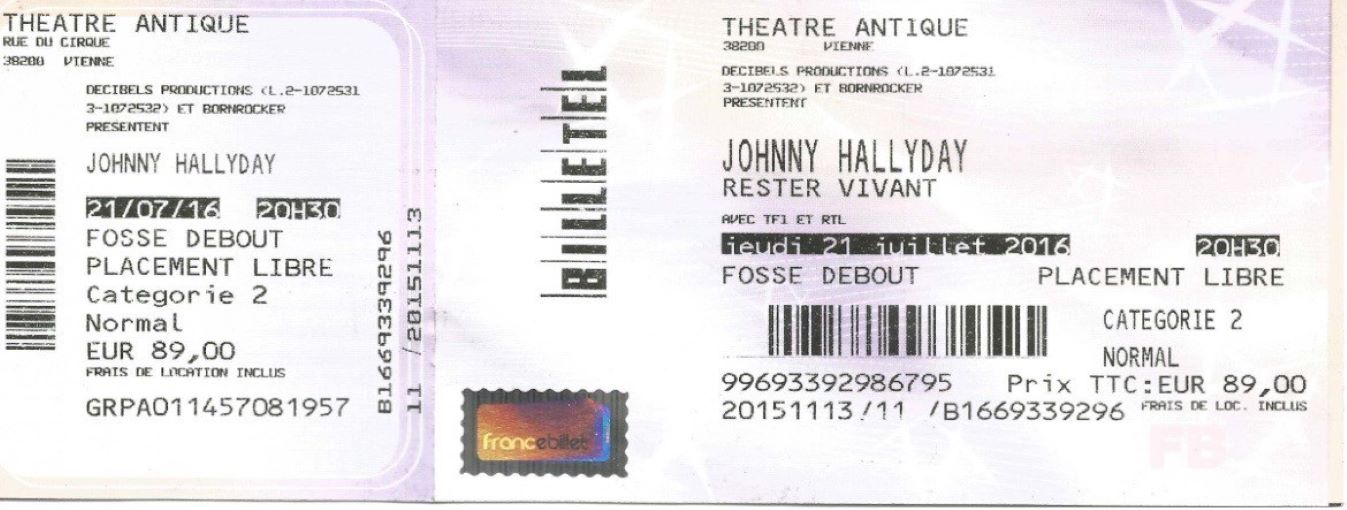 THEATRE ANTIQUE
RUE DU CIRQUE
38200 VIENNE
DECIBELS PRODUCTIONS (L.2-1072531
3-1072532) ET BORNROCKER
PRESENTENT
JOHNNY HALLYDAY
21/07/16 20H30
FOSSE DEBOUT
PLACEMENT LIBRE
Categorie 2
Normal
EUR 89,00
FRAIS DE LOCATION INCLUS
GRPA011457081957
B1669339296
11 /20151113
BILLETEL
francebillet
THEATRE ANTIQUE
38200 VIENNE
DECIBELS PRODUCTIONS (L.2-1072531
3-1072532) ET BORNROCKER
PRESENTENT
JOHNNY HALLYDAY
RESTER VIVANT
AVEC TF1 ET RTL
jeudi 21 juillet 2016 20H30
FOSSE DEBOUT PLACEMENT LIBRE
CATEGORIE 2
NORMAL
99693392986795 Prix TTC:EUR 89,00
20151113/11 /B1669339296 FRAIS DE LOC. INCLUS
FB